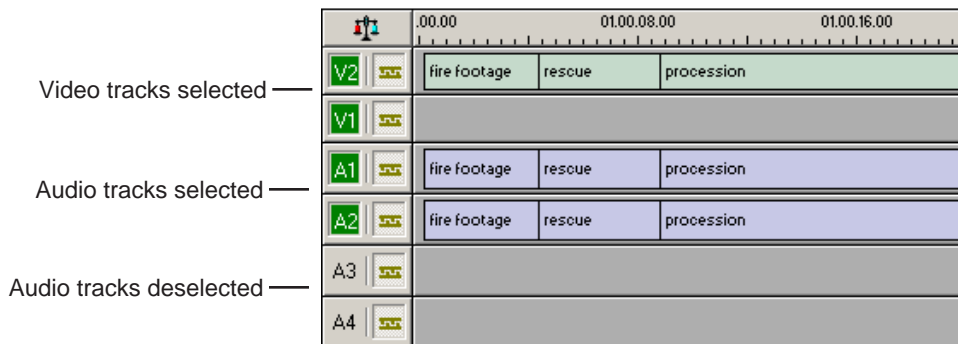 .00.00 01.00.08.00 01.00.16.00
Video tracks selected
V2 fire footage rescue procession
V1
Audio tracks selected
A1 fire footage rescue procession
A2 fire footage rescue procession
Audio tracks deselected
A3
A4